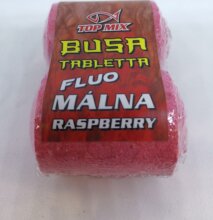 TOP MIX
BUSA
TABLETTA
FLUO
MÁLNA
RASPBERRY